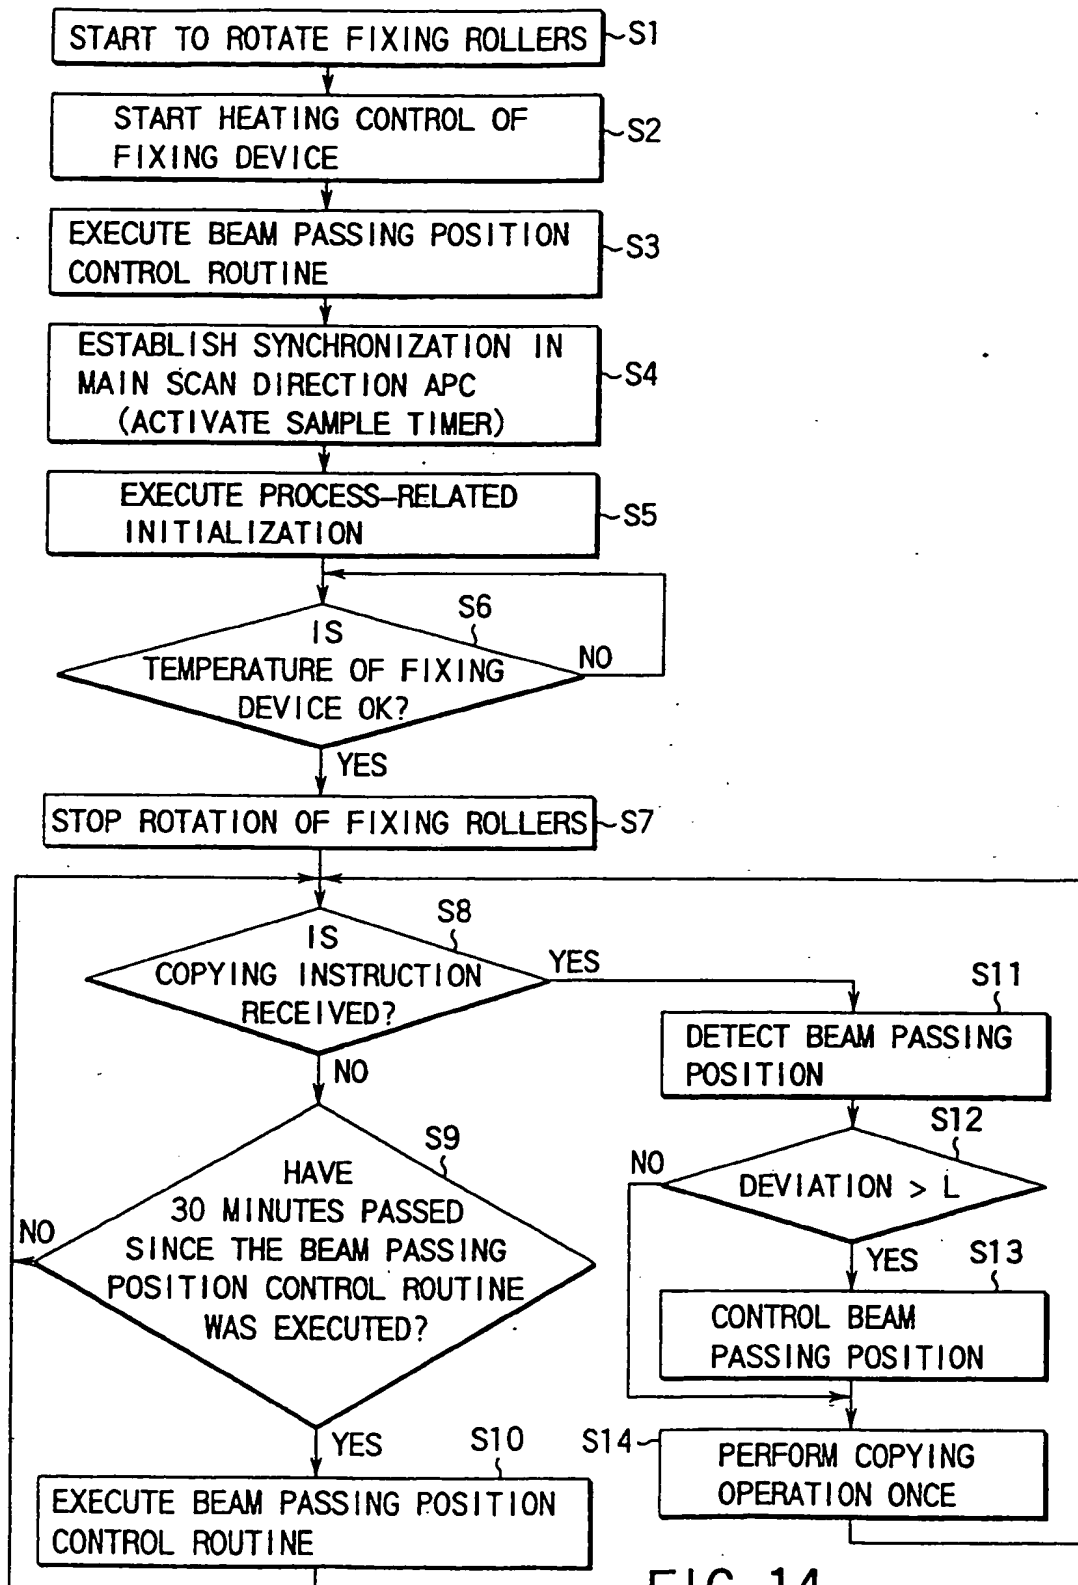 START TO ROTATE FIXING ROLLERS
S1
START HEATING CONTROL OF
FIXING DEVICE
S2
EXECUTE BEAM PASSING POSITION
CONTROL ROUTINE
S3
ESTABLISH SYNCHRONIZATION IN
MAIN SCAN DIRECTION APC
(ACTIVATE SAMPLE TIMER)
S4
EXECUTE PROCESS-RELATED
INITIALIZATION
S5
S6
IS
TEMPERATURE OF FIXING
DEVICE OK?
NO
YES
STOP ROTATION OF FIXING ROLLERS
S7
S8
IS
COPYING INSTRUCTION
RECEIVED?
YES
NO
S9
HAVE
30 MINUTES PASSED
SINCE THE BEAM PASSING
POSITION CONTROL ROUTINE
WAS EXECUTED?
NO
YES
S10
EXECUTE BEAM PASSING POSITION
CONTROL ROUTINE
S11
DETECT BEAM PASSING
POSITION
S12
DEVIATION > L
NO
YES
S13
CONTROL BEAM
PASSING POSITION
S14
PERFORM COPYING
OPERATION ONCE
FIG. 14